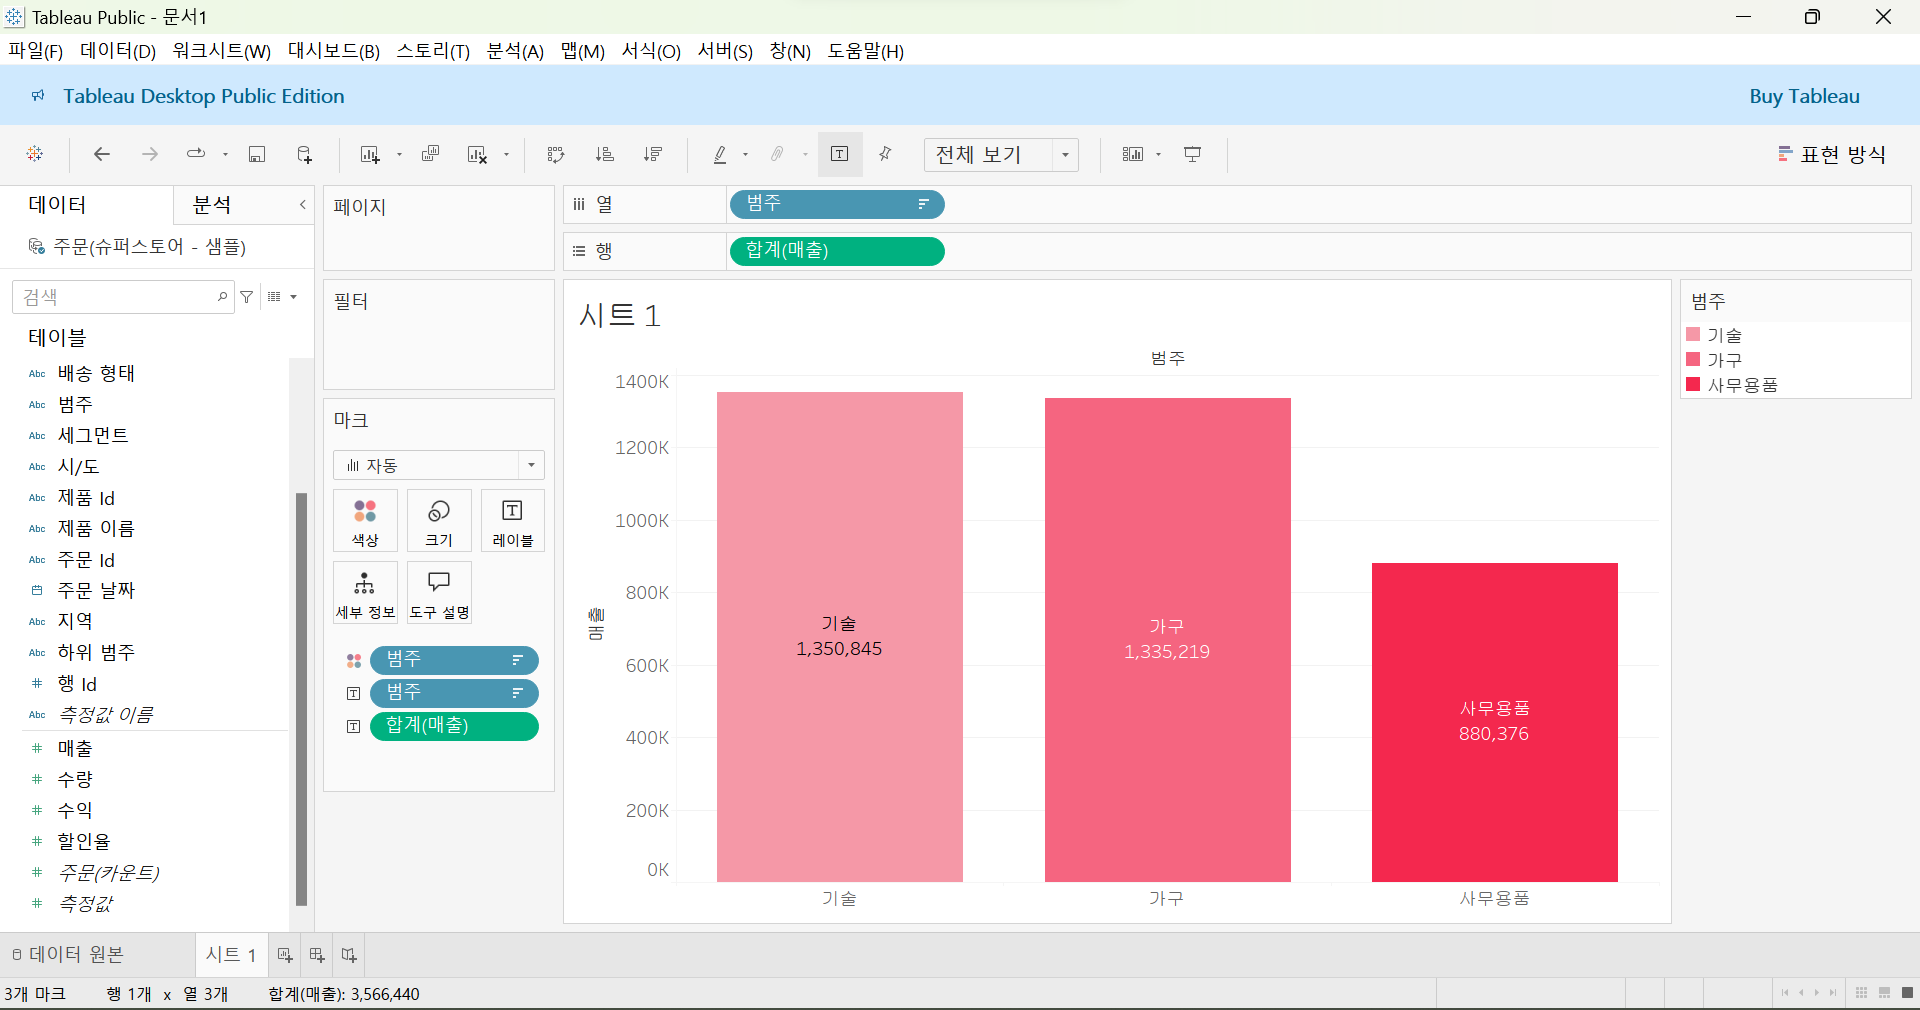 Tableau Public - 문서1
파일(F) 데이터(D) 워크시트(W) 대시보드(B) 스토리(T) 분석(A) 맵(M) 서식(O) 서버(S) 창(N) 도움말(H)
Tableau Desktop Public Edition
Buy Tableau
전체 보기
표현 방식
데이터
분석
주문(슈퍼스토어 - 샘플)
검색
테이블
Abc 배송 형태
Abc 범주
Abc 세그먼트
Abc 시/도
Abc 제품 Id
Abc 제품 이름
Abc 주문 Id
주문 날짜
Abc 지역
Abc 하위 범주
# 행 Id
Abc 측정값 이름
# 매출
# 수량
# 수익
# 할인율
# 주문(카운트)
# 측정값
페이지
필터
마크
자동
색상
크기
레이블
세부 정보
도구 설명
범주
범주
합계(매출)
열
범주
행
합계(매출)
시트 1
범주
1400K
1200K
1000K
800K
600K
400K
200K
0K
매출
기술
1,350,845
가구
1,335,219
사무용품
880,376
기술
가구
사무용품
범주
기술
가구
사무용품
데이터 원본
시트 1
3개 마크
행 1개 x 열 3개
합계(매출): 3,566,440